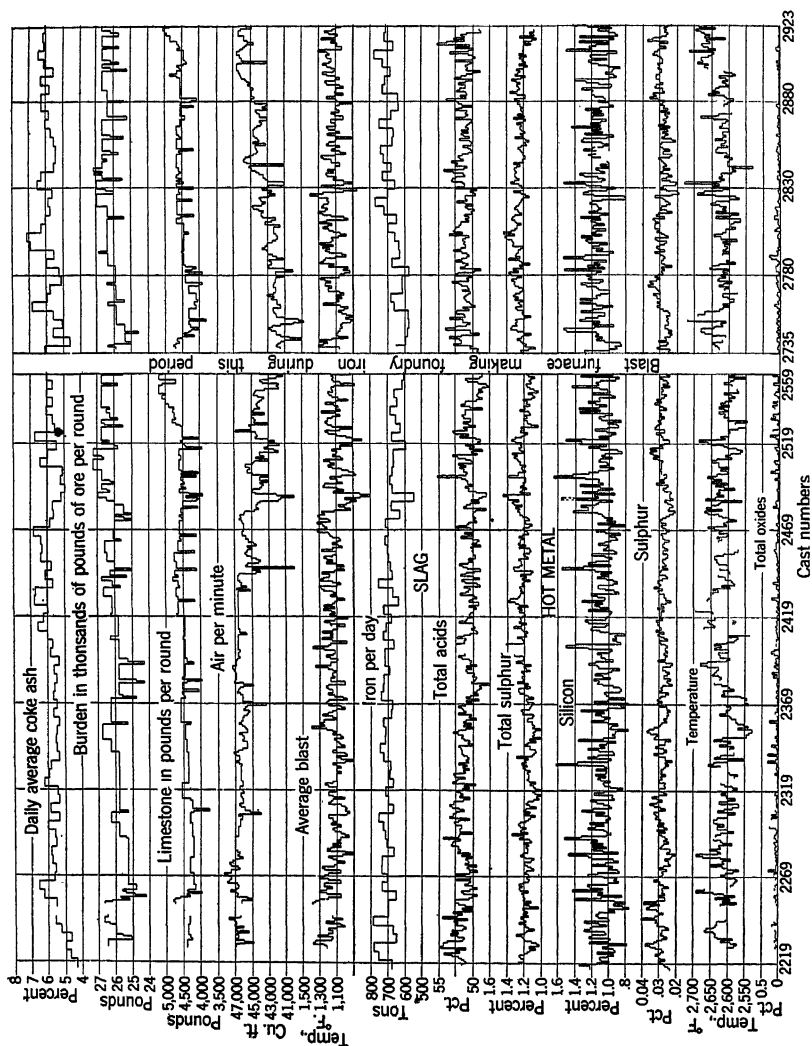 8
7
6
5
4
Percent
Daily average coke ash
27
26
25
24
Pounds
Burden in thousands of pounds of ore per round
5,000
4,500
4,000
3,500
Pounds
Limestone in pounds per round
47,000
45,000
43,000
41,000
Cu. ft.
Air per minute
1,300
1,100
Temp., °F.
Average blast
800
700
600
500
Tons
Iron per day
SLAG
55
50
Pct.
Total acids
1.6
1.4
1.2
1.0
Percent
Total sulphur
HOT METAL
1.6
1.4
1.2
1.0
.8
Percent
Silicon
0.04
.03
.02
Pct.
Sulphur
2,700
2,650
2,600
2,550
Temp., °F.
Temperature
0.5
0
Pct.
Total oxides
Blast furnace making foundry iron during this period
2219
2269
2319
2369
2419
2469
2519
2559
2735
2780
2830
2880
2923
Cast numbers